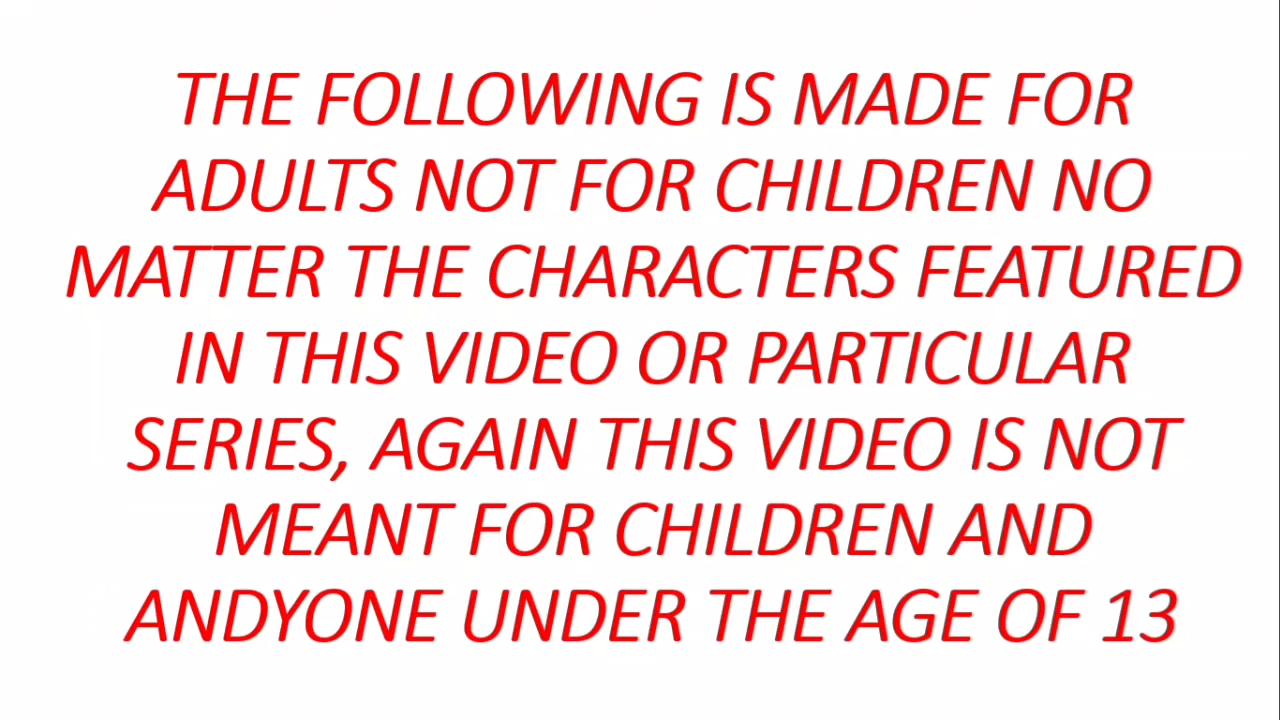 THE FOLLOWING IS MADE FOR
ADULTS NOT FOR CHILDREN NO
MATTER THE CHARACTERS FEATURED
IN THIS VIDEO OR PARTICULAR
SERIES, AGAIN THIS VIDEO IS NOT
MEANT FOR CHILDREN AND
ANDYONE UNDER THE AGE OF 13